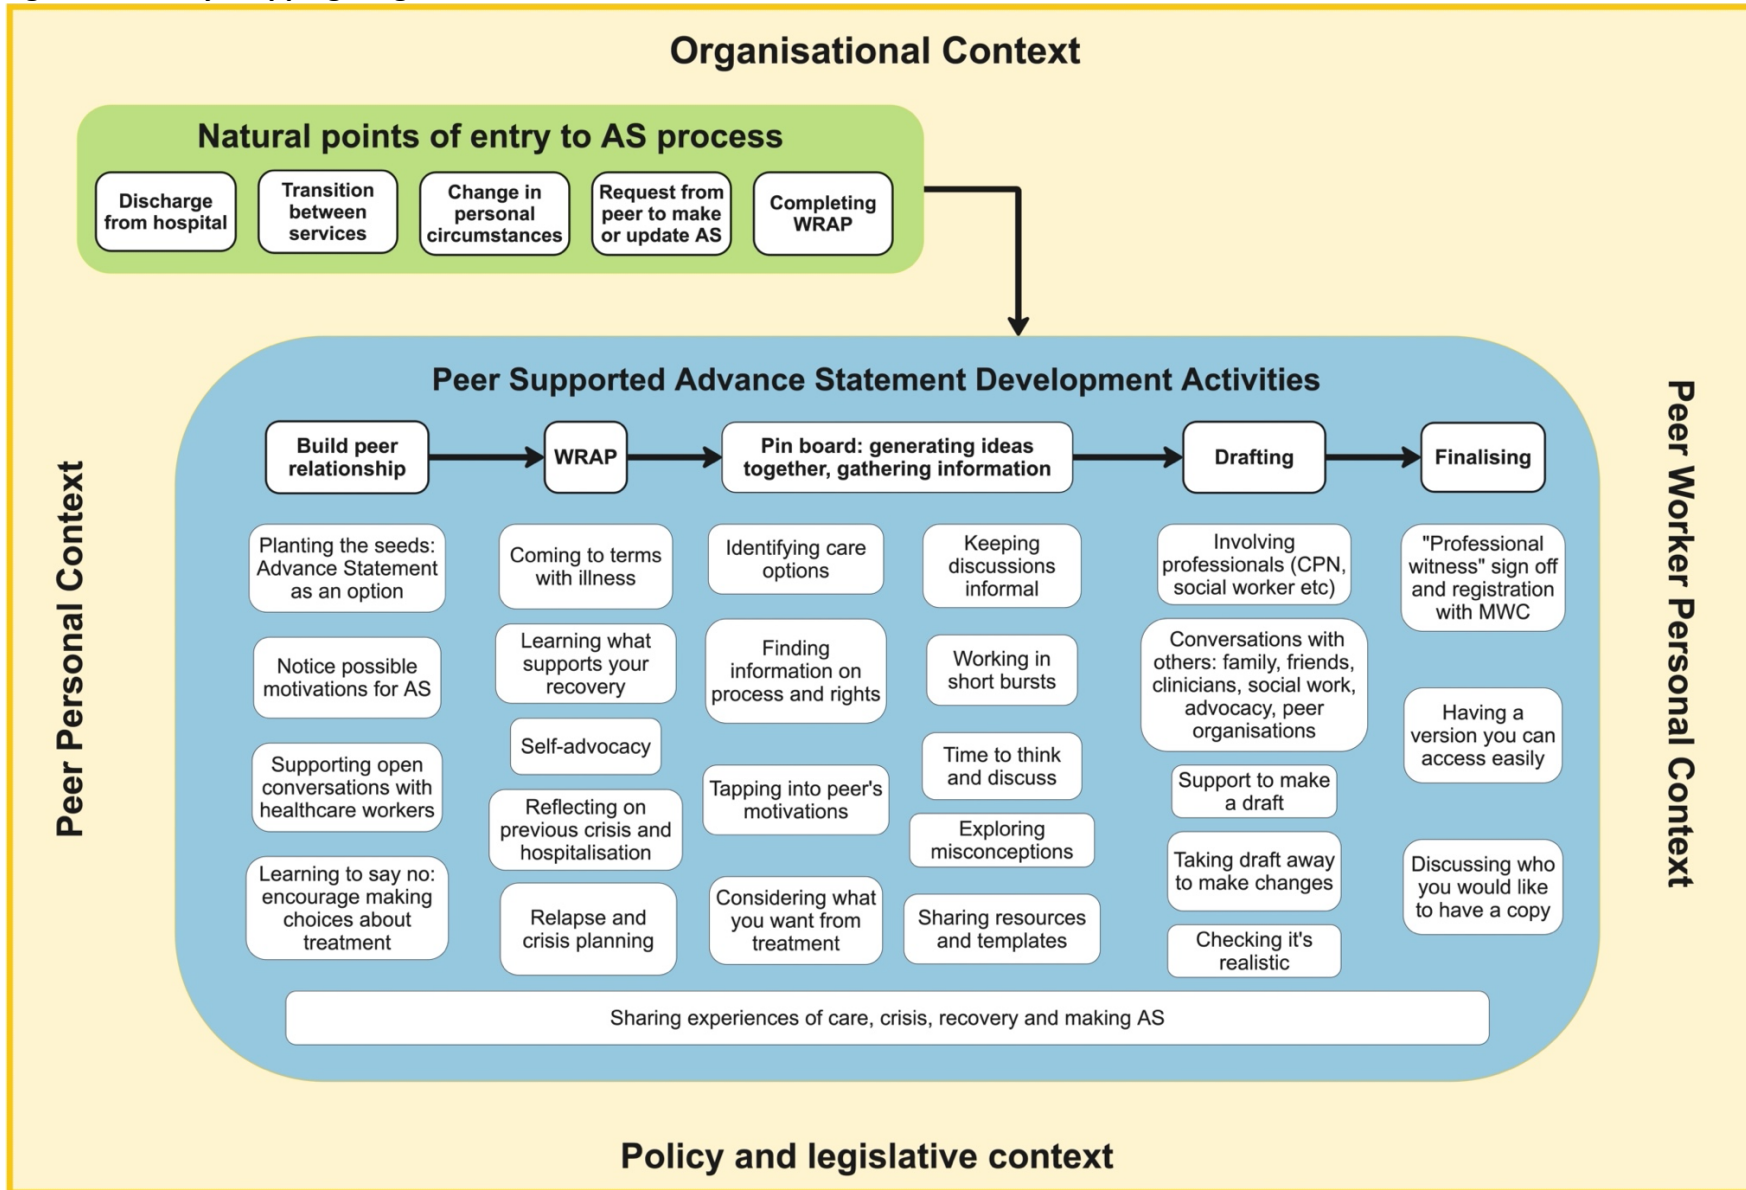 Organisational Context
Natural points of entry to AS process
Discharge
from hospital
Transition
between
services
Change in
personal
circumstances
Request from
peer to make
or update AS
Completing
WRAP
Peer Personal Context
Peer Worker Personal Context
Peer Supported Advance Statement Development Activities
Build peer
relationship
WRAP
Pin board: generating ideas
together, gathering information
Drafting
Finalising
Planting the seeds:
Advance Statement
as an option
Notice possible
motivations for AS
Supporting open
conversations with
healthcare workers
Learning to say no:
encourage making
choices about
treatment
Coming to terms
with illness
Learning what
supports your
recovery
Self-advocacy
Reflecting on
previous crisis and
hospitalisation
Relapse and
crisis planning
Identifying care
options
Finding
information on
process and rights
Tapping into peer's
motivations
Considering what
you want from
treatment
Keeping
discussions
informal
Working in
short bursts
Time to think
and discuss
Exploring
misconceptions
Sharing resources
and templates
Involving
professionals (CPN,
social worker etc)
Conversations with
others: family, friends,
clinicians, social work,
advocacy, peer
organisations
Support to make
a draft
Taking draft away
to make changes
Checking it's
realistic
"Professional
witness" sign off
and registration
with MWC
Having a
version you can
access easily
Discussing who
you would like
to have a copy
Sharing experiences of care, crisis, recovery and making AS
Policy and legislative context